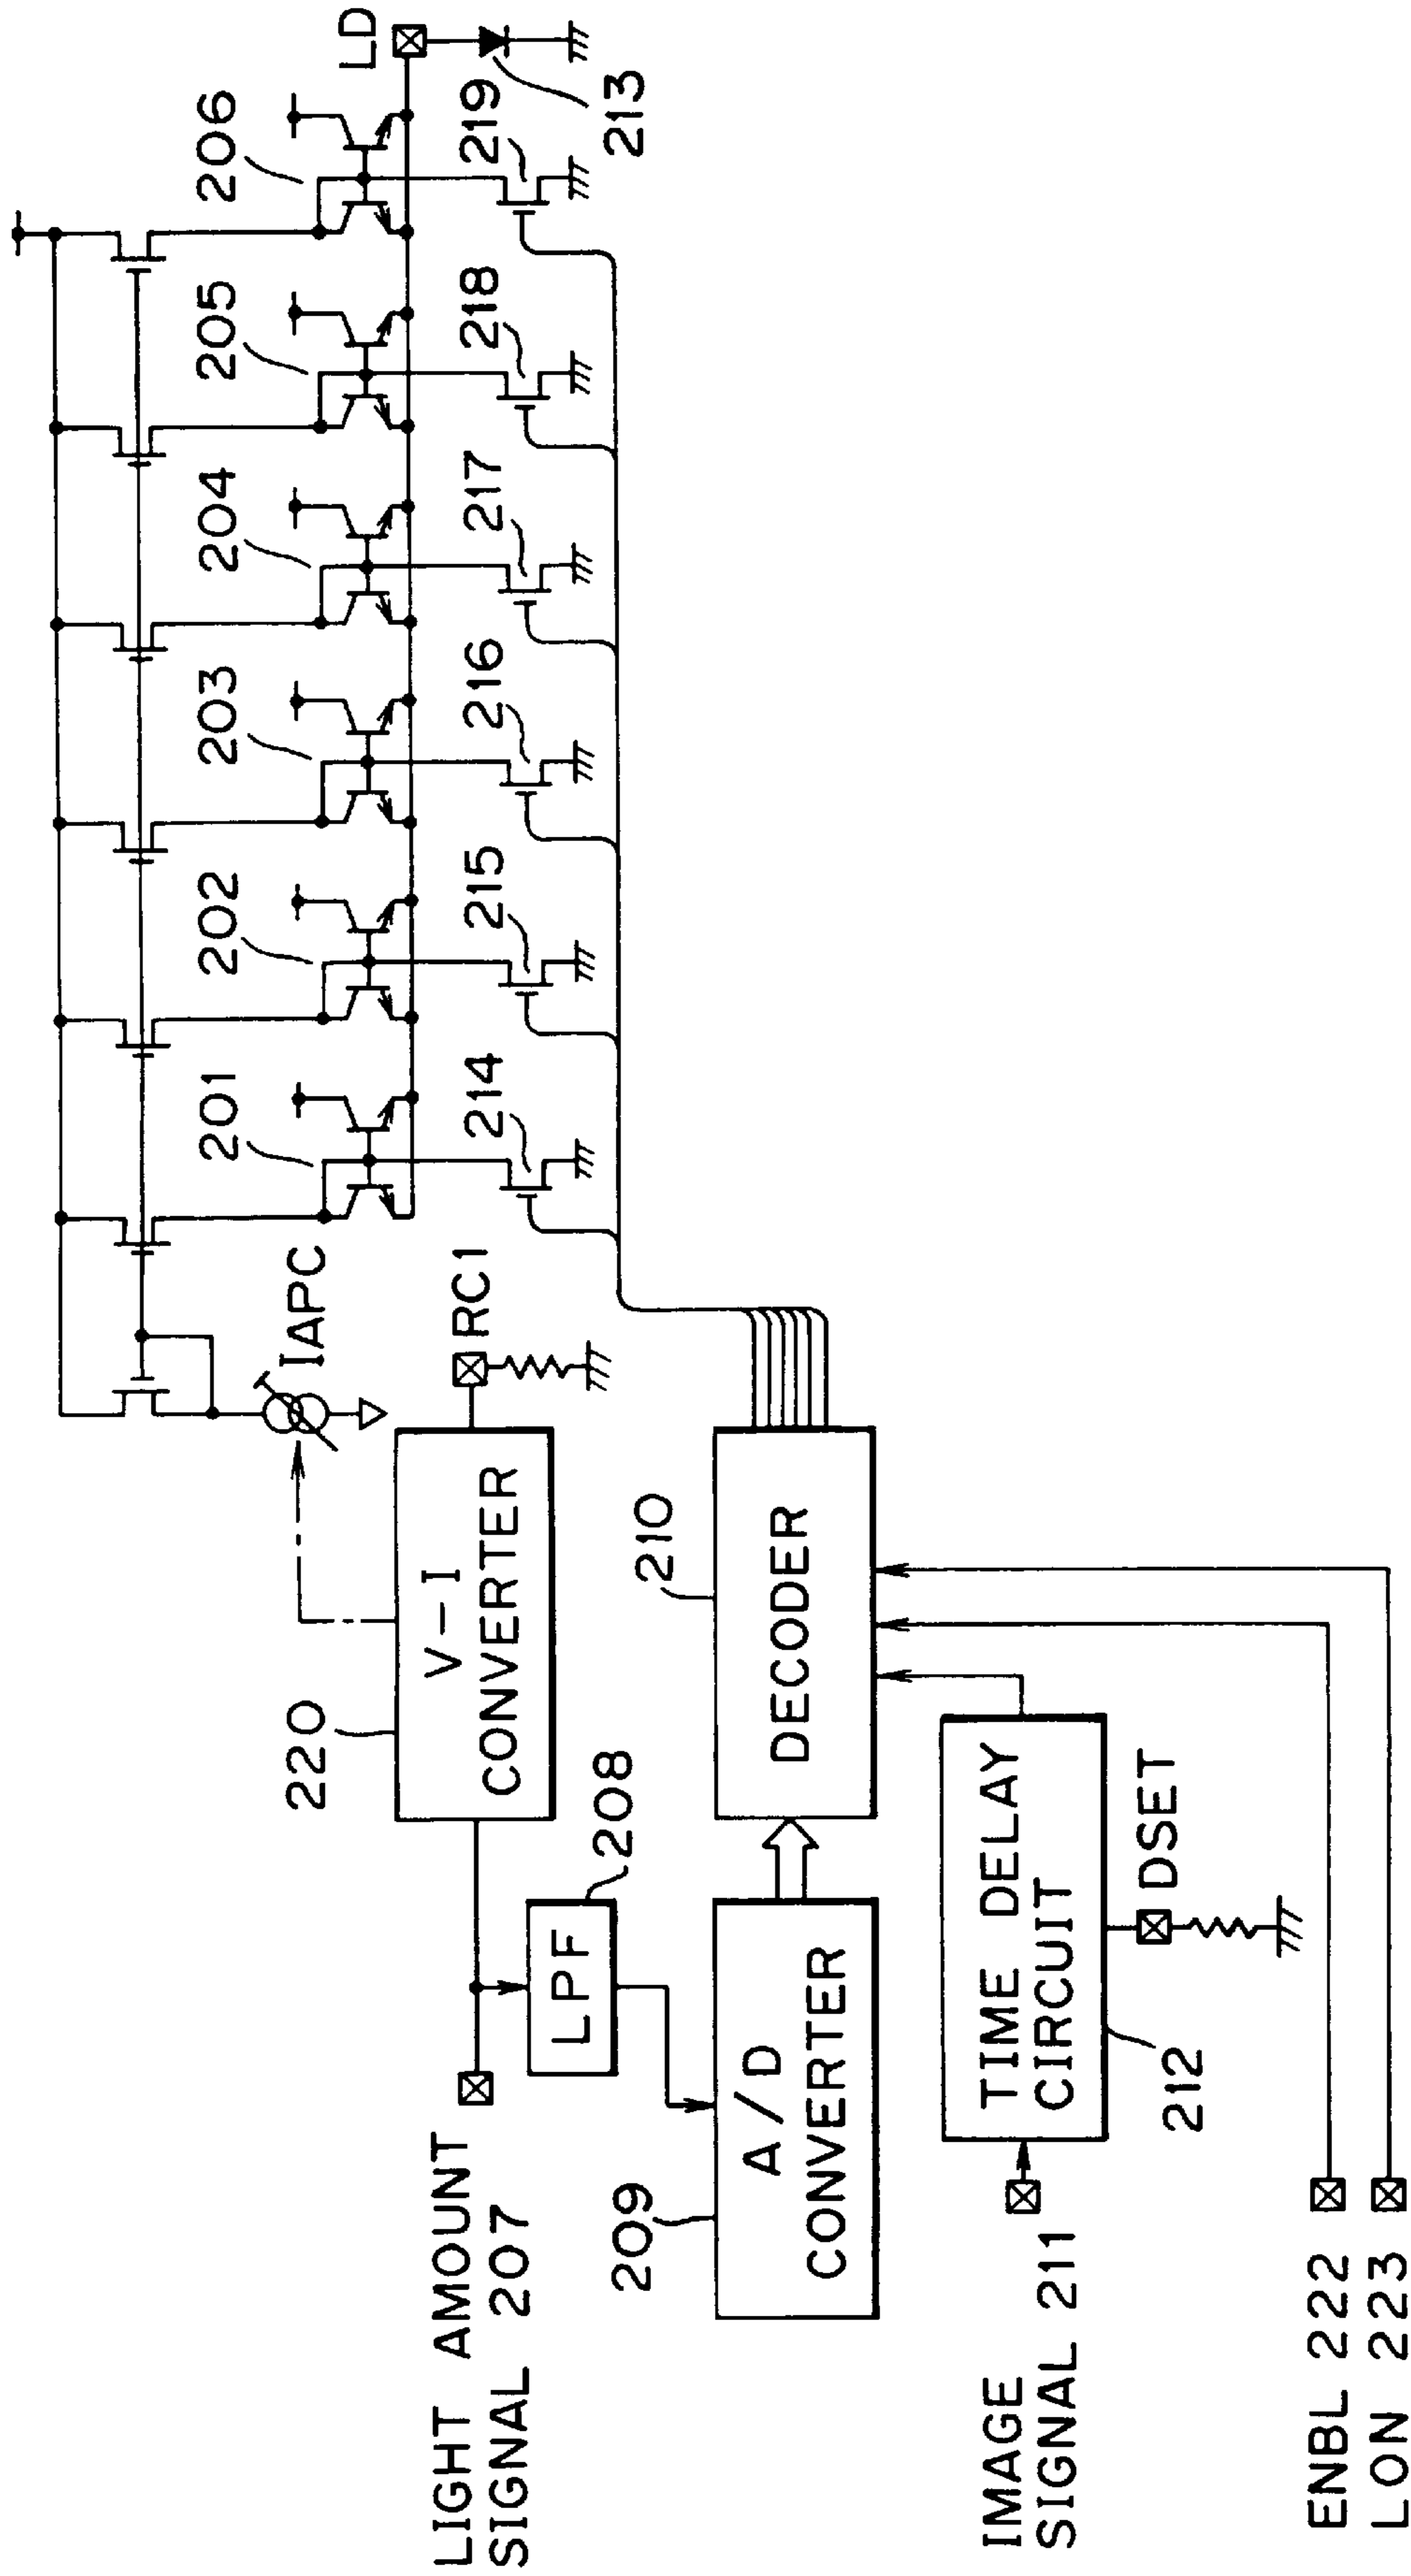 201
202
203
204
205
206
LD
IAPC
RC1
214
215
216
217
218
219
213
220
V-I
CONVERTER
LIGHT AMOUNT
SIGNAL 207
LPF
208
210
DECODER
209
A/D
CONVERTER
IMAGE
SIGNAL 211
TIME DELAY
CIRCUIT
212
DSET
ENBL 222
LON 223